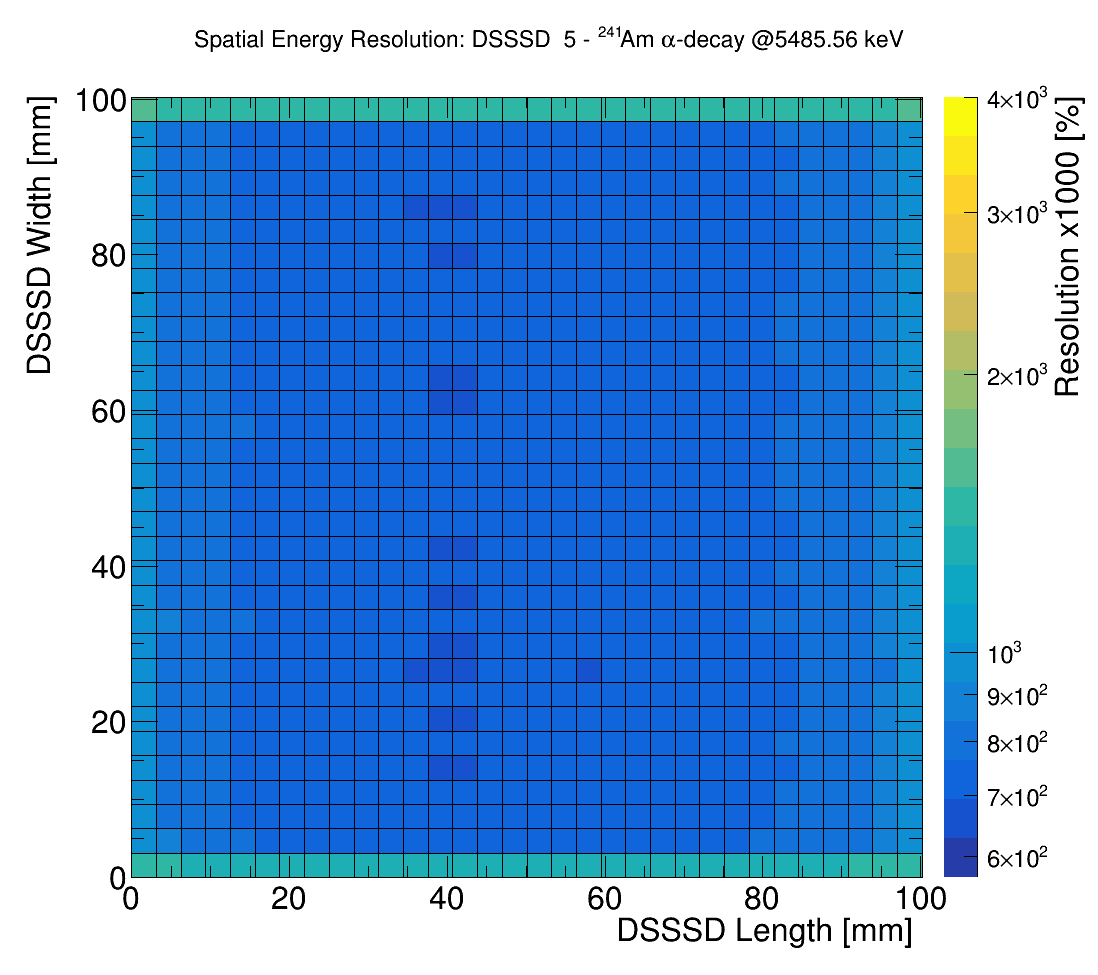 Spatial Energy Resolution: DSSSD  5 - ²⁴¹Am α-decay @5485.56 keV
DSSSD Width [mm]
100
80
60
40
20
0
0 20 40 60 80 100
DSSSD Length [mm]
4×10³
3×10³
2×10³
10³
9×10²
8×10²
7×10²
6×10²
Resolution x1000 [%]